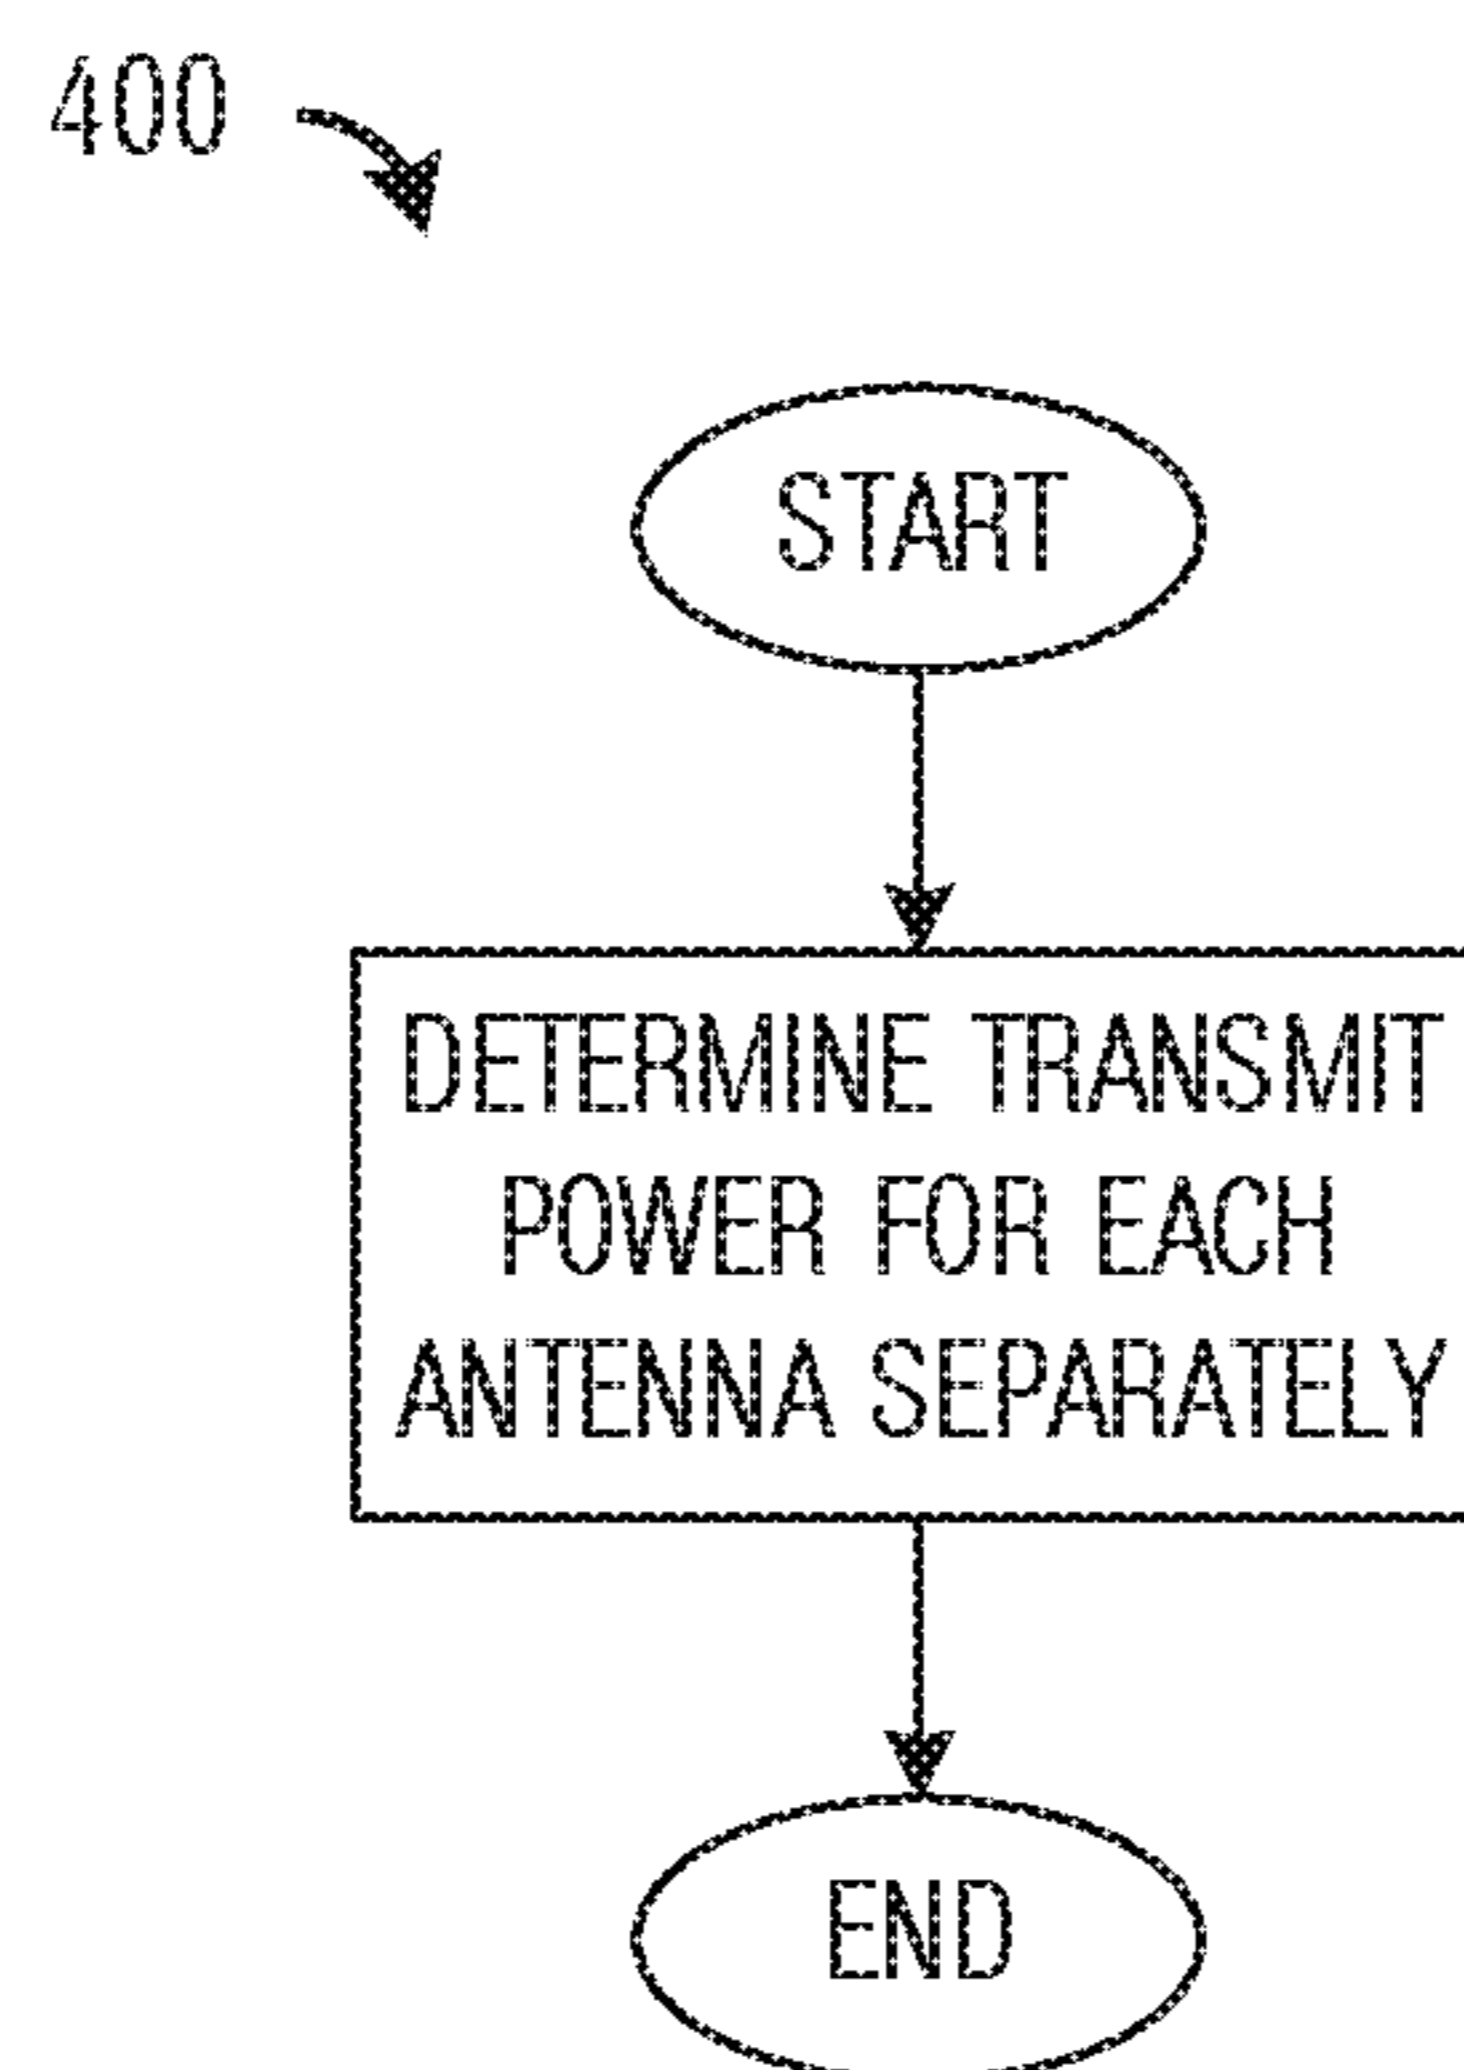 400
START
DETERMINE TRANSMIT
POWER FOR EACH
ANTENNA SEPARATELY
END